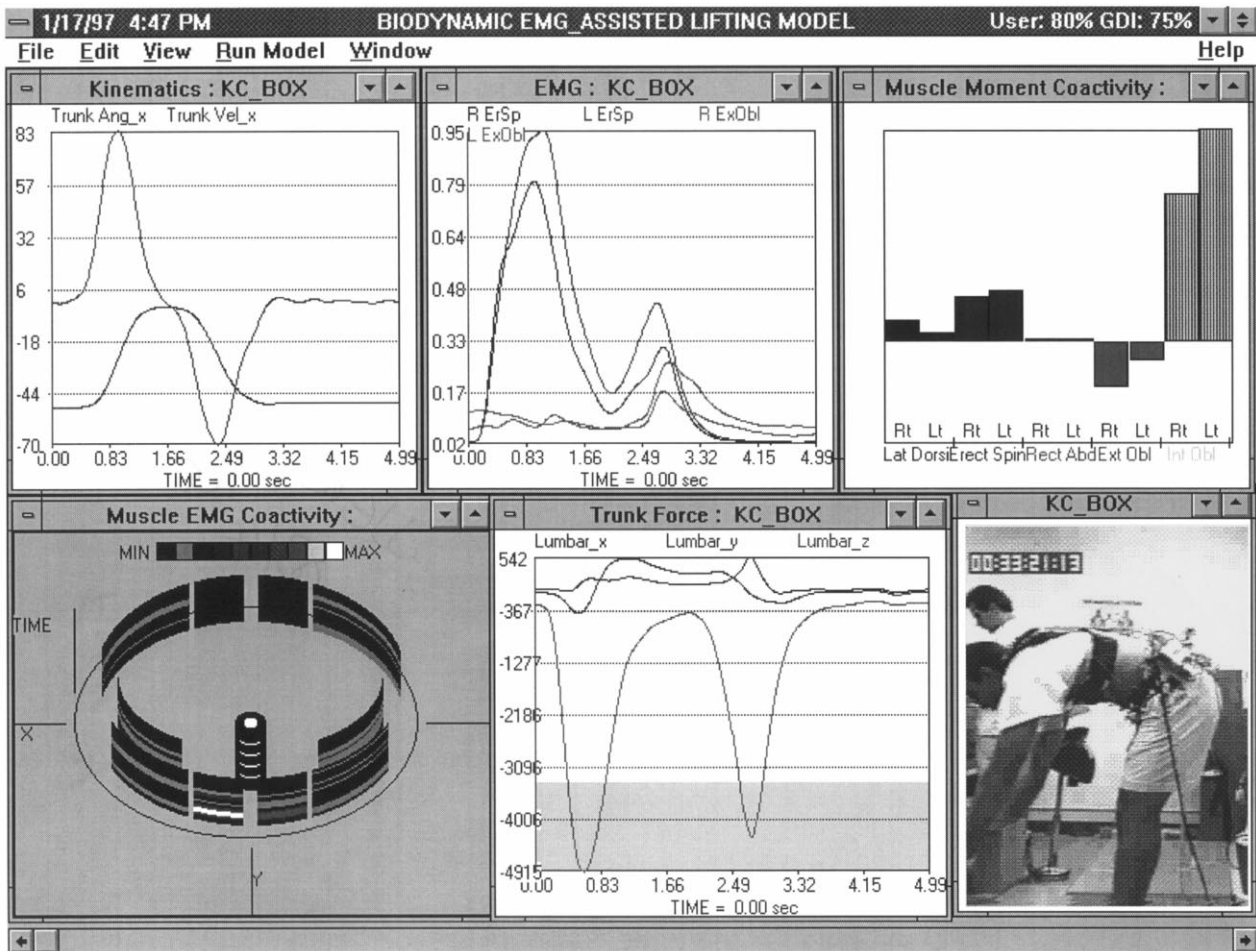 1/17/97 4:47 PM BIODYNAMIC EMG_ASSISTED LIFTING MODEL User: 80% GDI: 75%
File Edit View Run Model Window Help
Kinematics : KC_BOX
Trunk Ang_x Trunk Vel_x
83
57
32
6
-18
-44
-70
0.00 0.83 1.66 2.49 3.32 4.15 4.99
TIME = 0.00 sec
EMG : KC_BOX
R ErSp L ErSp R ExObl
L ExObl
0.95
0.79
0.64
0.48
0.33
0.17
0.02
0.00 0.83 1.66 2.49 3.32 4.15 4.99
TIME = 0.00 sec
Muscle Moment Coactivity :
Rt Lt Rt Lt Rt Lt Rt Lt Rt Lt
Lat Dorsi Erect Spin Rect Abd Ext Obl Int Obl
Muscle EMG Coactivity :
MIN MAX
TIME
X
Y
Trunk Force : KC_BOX
Lumbar_x Lumbar_y Lumbar_z
542
-367
-1277
-2186
-3096
-4006
-4915
0.00 0.83 1.66 2.49 3.32 4.15 4.99
TIME = 0.00 sec
KC_BOX
00:33:21:13